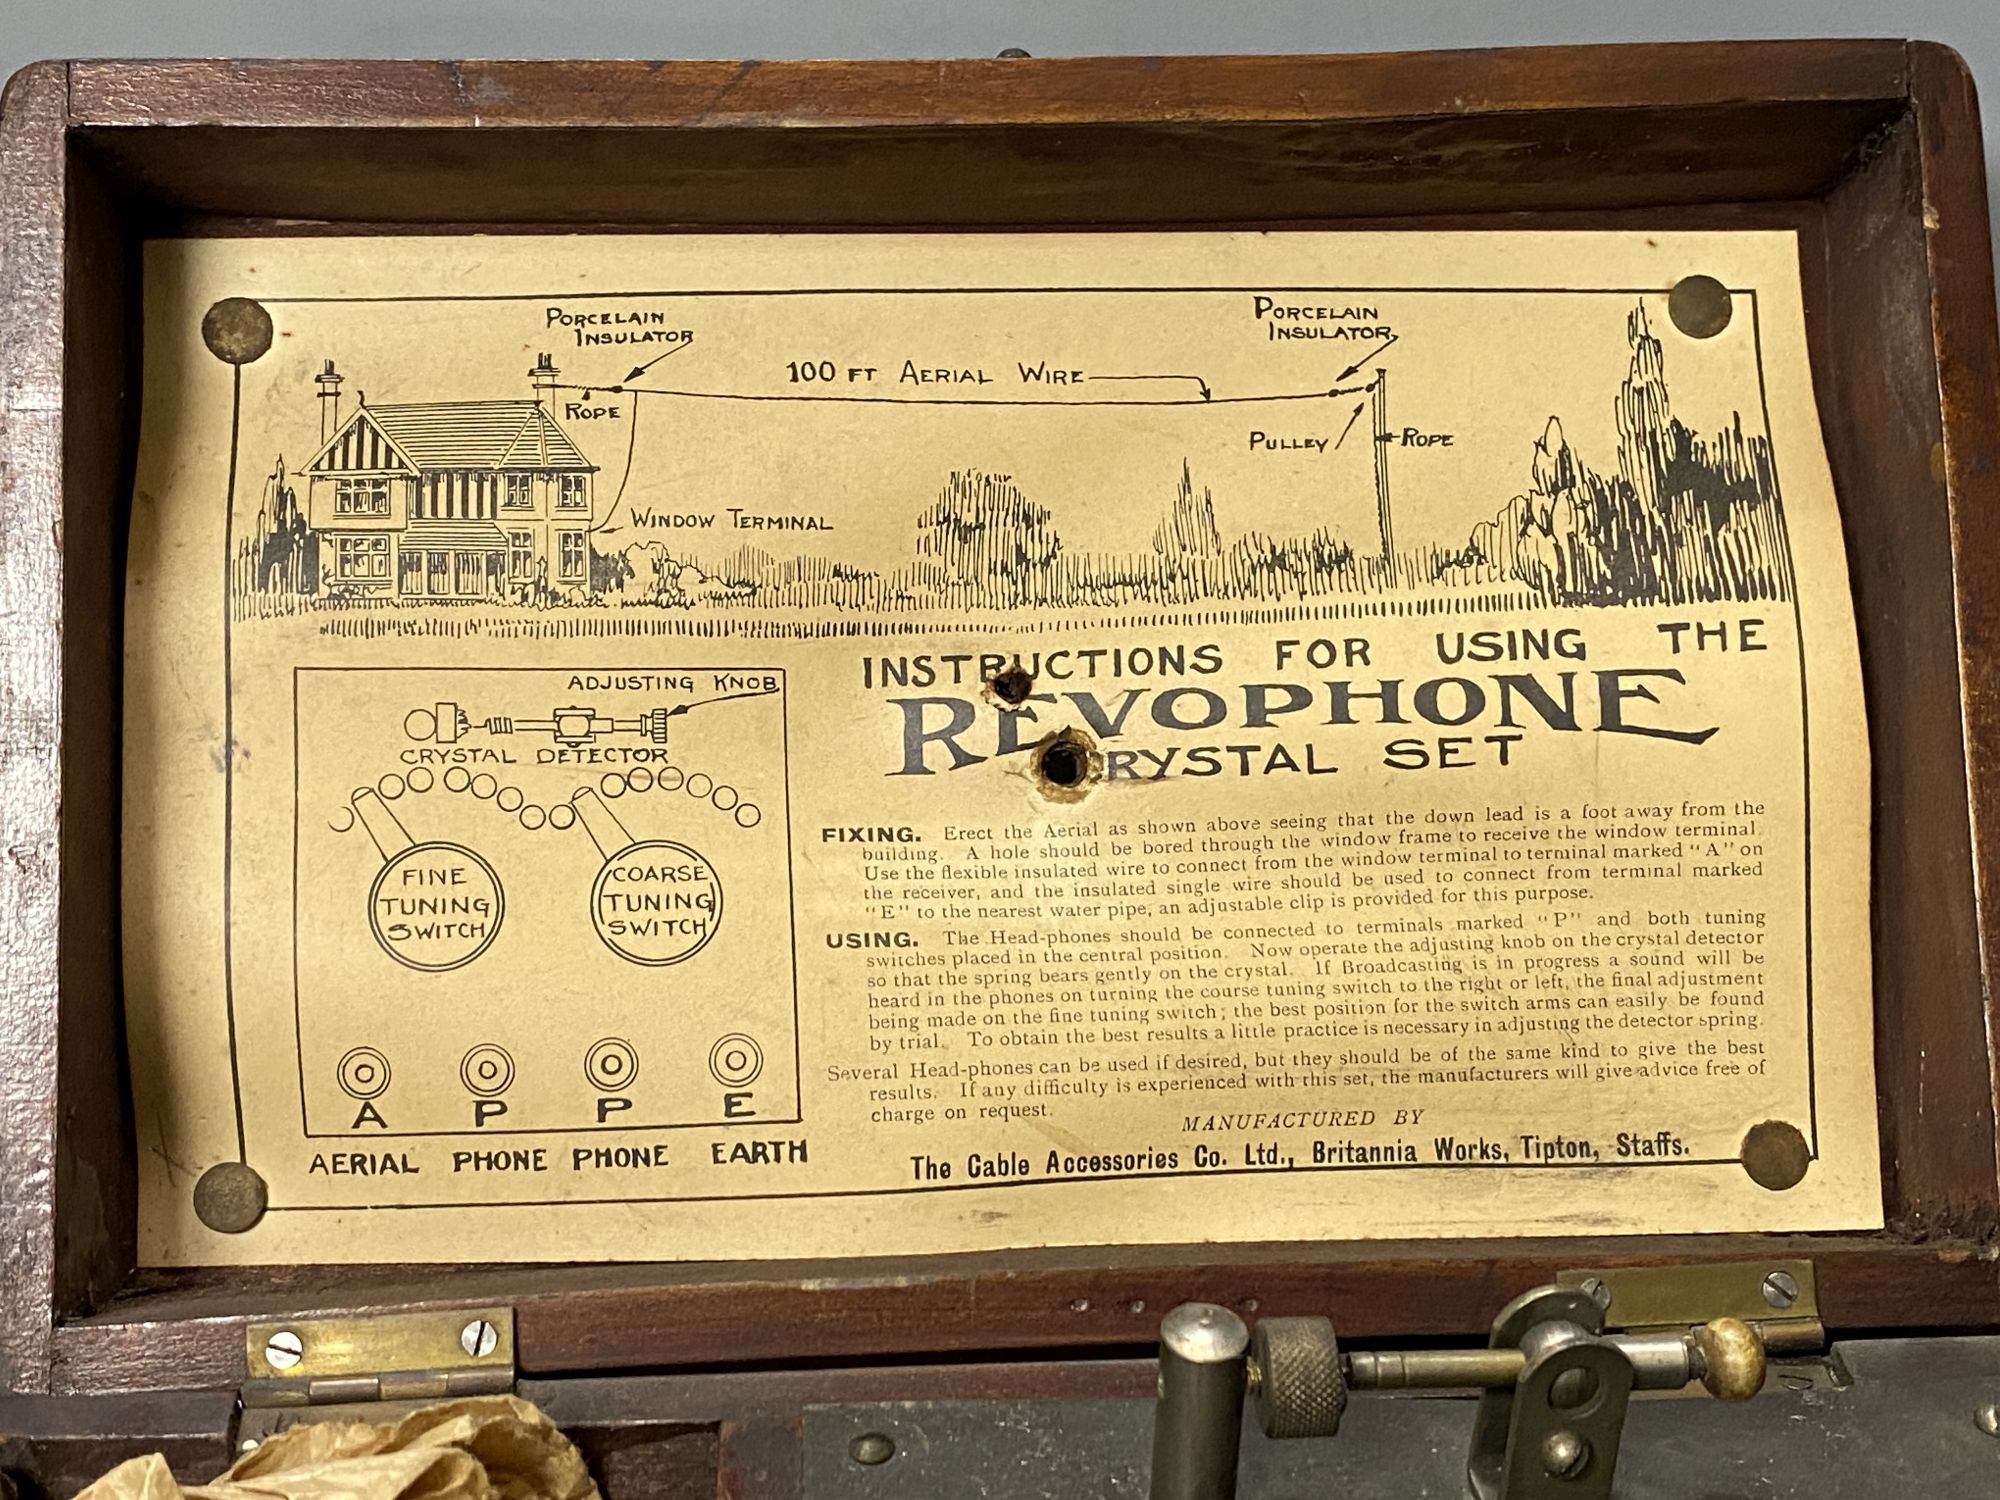 PORCELAIN
INSULATOR
PORCELAIN
INSULATOR
100 FT AERIAL WIRE
ROPE
PULLEY
ROPE
WINDOW TERMINAL
INSTRUCTIONS FOR USING THE
REVOPHONE
CRYSTAL SET
ADJUSTING KNOB
CRYSTAL DETECTOR
FINE
TUNING
SWITCH
COARSE
TUNING
SWITCH
A
P
P
E
AERIAL PHONE PHONE EARTH
FIXING. Erect the Aerial as shown above seeing that the down lead is a foot away from the
building. A hole should be bored through the window frame to receive the window terminal.
Use the flexible insulated wire to connect from the window terminal to terminal marked "A" on
the receiver, and the insulated single wire should be used to connect from terminal marked
"E" to the nearest water pipe, an adjustable clip is provided for this purpose.
USING. The Head-phones should be connected to terminals marked "P" and both tuning
switches placed in the central position. Now operate the adjusting knob on the crystal detector
so that the spring bears gently on the crystal. If Broadcasting is in progress a sound will be
heard in the phones on turning the course tuning switch to the right or left, the final adjustment
being made on the fine tuning switch; the best position for the switch arms can easily be found
by trial. To obtain the best results a little practice is necessary in adjusting the detector spring.
Several Head-phones can be used if desired, but they should be of the same kind to give the best
results. If any difficulty is experienced with this set, the manufacturers will give advice free of
charge on request.
MANUFACTURED BY
The Cable Accessories Co. Ltd., Britannia Works, Tipton, Staffs.